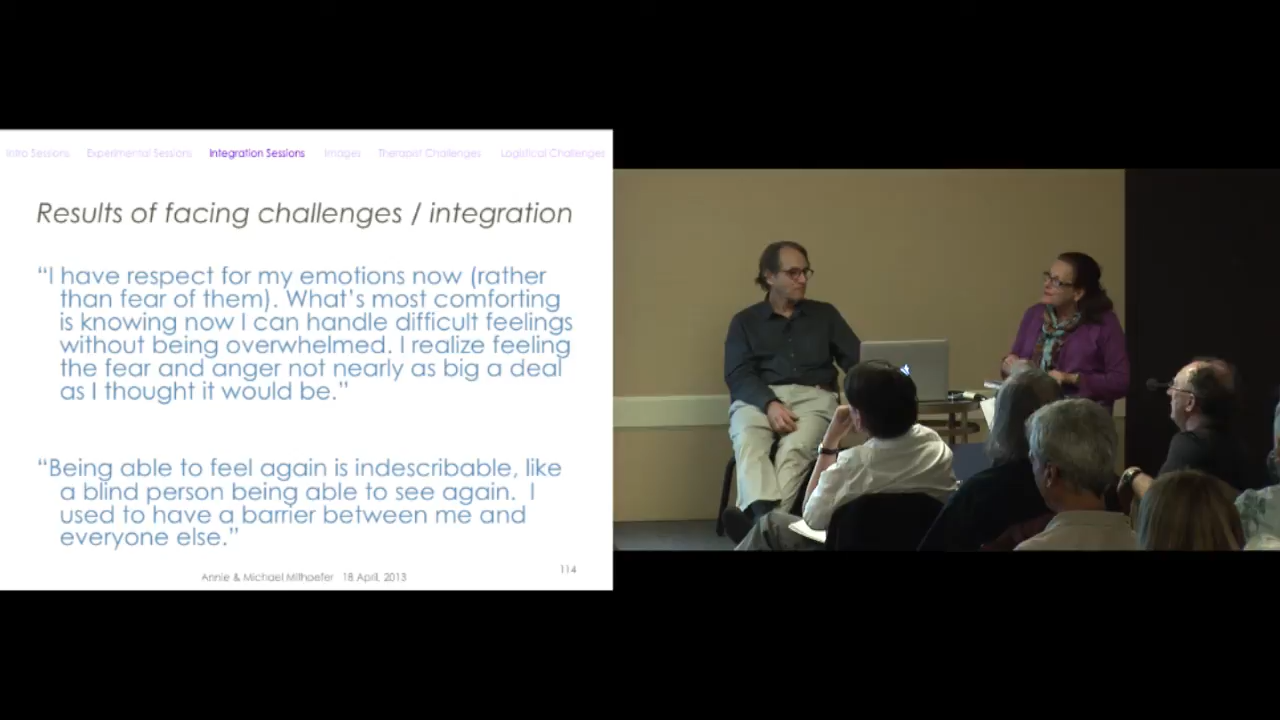 Intro Sessions Experimental Sessions Integration Sessions Images Therapist Challenges Logistical Challenges
Results of facing challenges / integration
“I have respect for my emotions now (rather
than fear of them). What’s most comforting
is knowing now I can handle difficult feelings
without being overwhelmed. I realize feeling
the fear and anger not nearly as big a deal
as I thought it would be.”
“Being able to feel again is indescribable, like
a blind person being able to see again. I
used to have a barrier between me and
everyone else.”
Annie & Michael Mithoefer 18 April, 2013
114